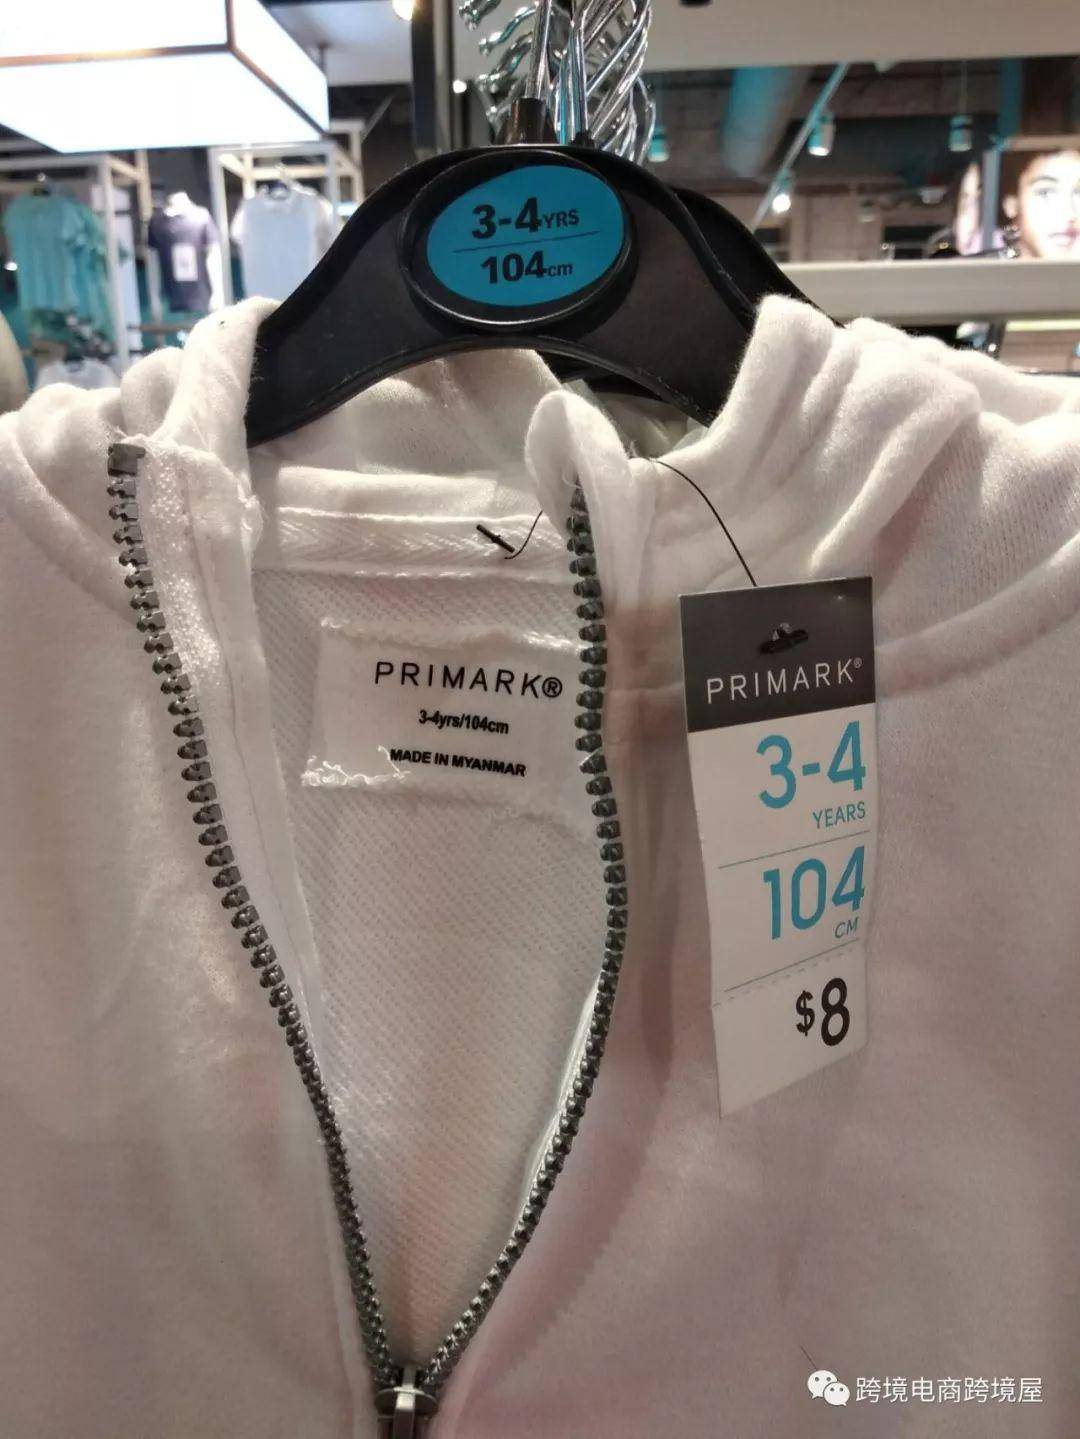 3-4YRS
104cm
PRIMARK®
3-4yrs/104cm
MADE IN MYANMAR
PRIMARK®
3-4
YEARS
104
CM
$8
跨境电商跨境屋